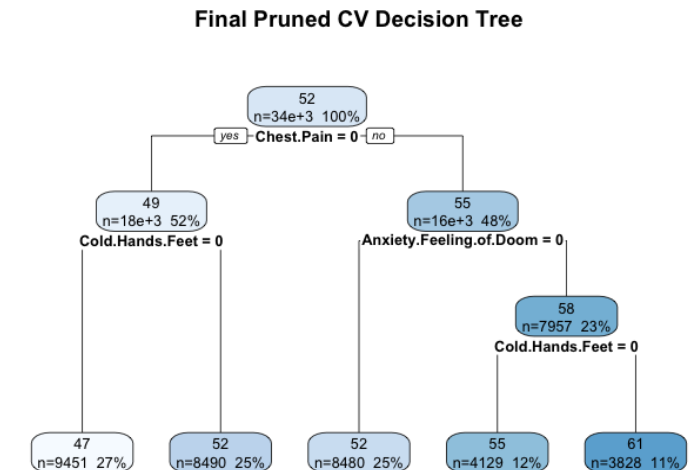 Final Pruned CV Decision Tree
52
n=34e+3 100%
yes Chest.Pain = 0 no
49
n=18e+3 52%
Cold.Hands.Feet = 0
55
n=16e+3 48%
Anxiety.Feeling.of.Doom = 0
58
n=7957 23%
Cold.Hands.Feet = 0
47
n=9451 27%
52
n=8490 25%
52
n=8480 25%
55
n=4129 12%
61
n=3828 11%